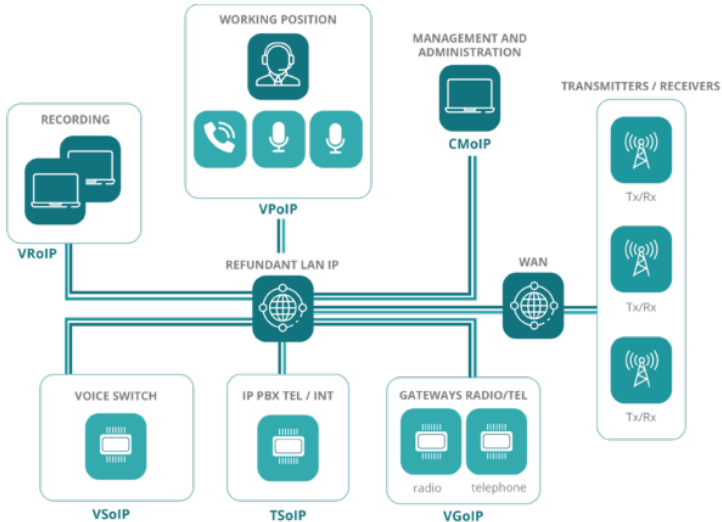 WORKING POSITION
MANAGEMENT AND
ADMINISTRATION
TRANSMITTERS / RECEIVERS
RECORDING
CMoIP
Tx/Rx
VPoIP
VRoIP
REFUNDANT LAN IP
WAN
Tx/Rx
VOICE SWITCH
IP PBX TEL / INT
GATEWAYS RADIO/TEL
Tx/Rx
radio
telephone
VSoIP
TSoIP
VGoIP